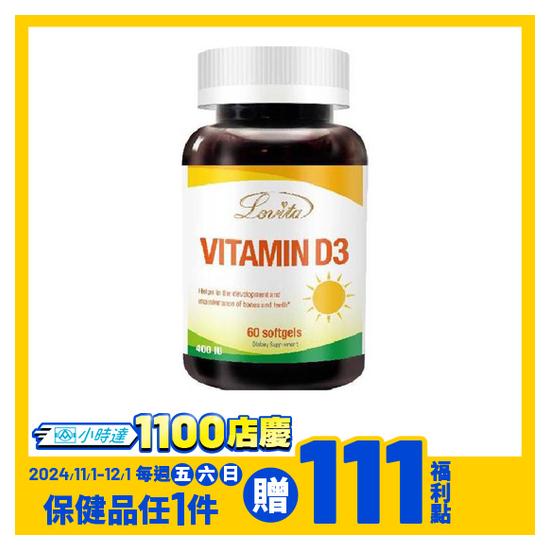 Lovita
VITAMIN D3
Helps in the development and
maintenance of bones and teeth*
60 softgels
Dietary Supplement
400 IU
小時達 1100店慶
2024/11/1-12/1 每週五六日
保健品任1件 贈 111 福利點